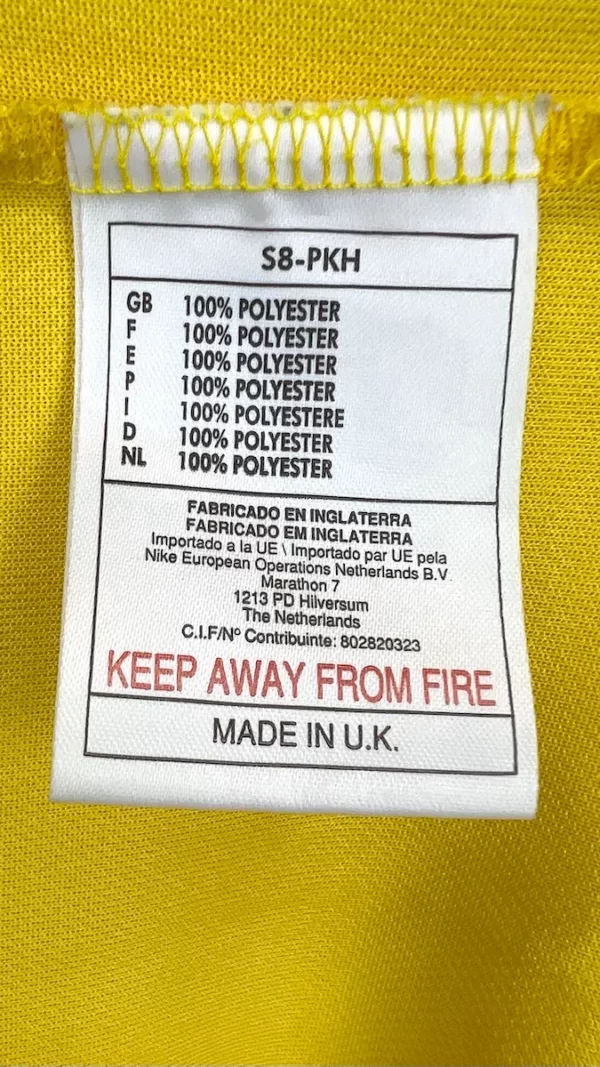 S8-PKH
GB 100% POLYESTER
F 100% POLYESTER
E 100% POLYESTER
P 100% POLYESTER
I 100% POLYESTERE
D 100% POLYESTER
NL 100% POLYESTER
FABRICADO EN INGLATERRA
FABRICADO EM INGLATERRA
Importado a la UE \ Importado par UE pela
Nike European Operations Netherlands B.V.
Marathon 7
1213 PD Hilversum
The Netherlands
C.I.F/Nº Contribuinte: 802820323
KEEP AWAY FROM FIRE
MADE IN U.K.